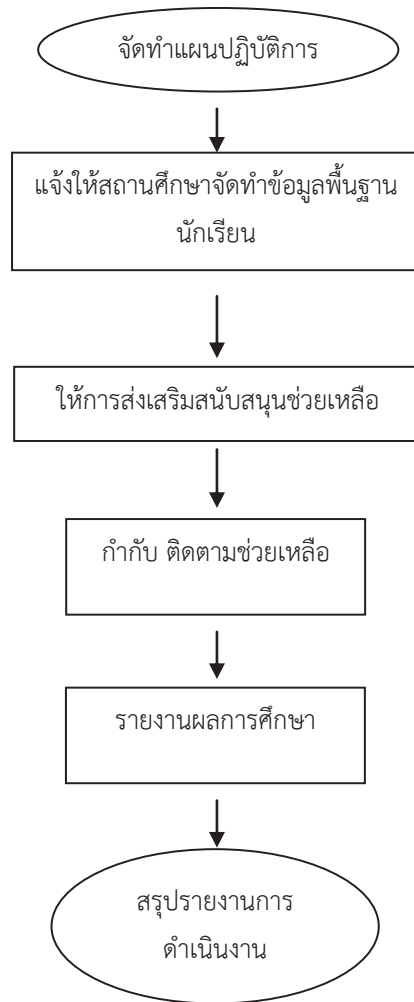 จัดทำแผนปฏิบัติการ
แจ้งให้สถานศึกษาจัดทำข้อมูลพื้นฐาน
นักเรียน
ให้การส่งเสริมสนับสนุนช่วยเหลือ
กำกับ ติดตามช่วยเหลือ
รายงานผลการศึกษา
สรุปรายงานการ
ดำเนินงาน